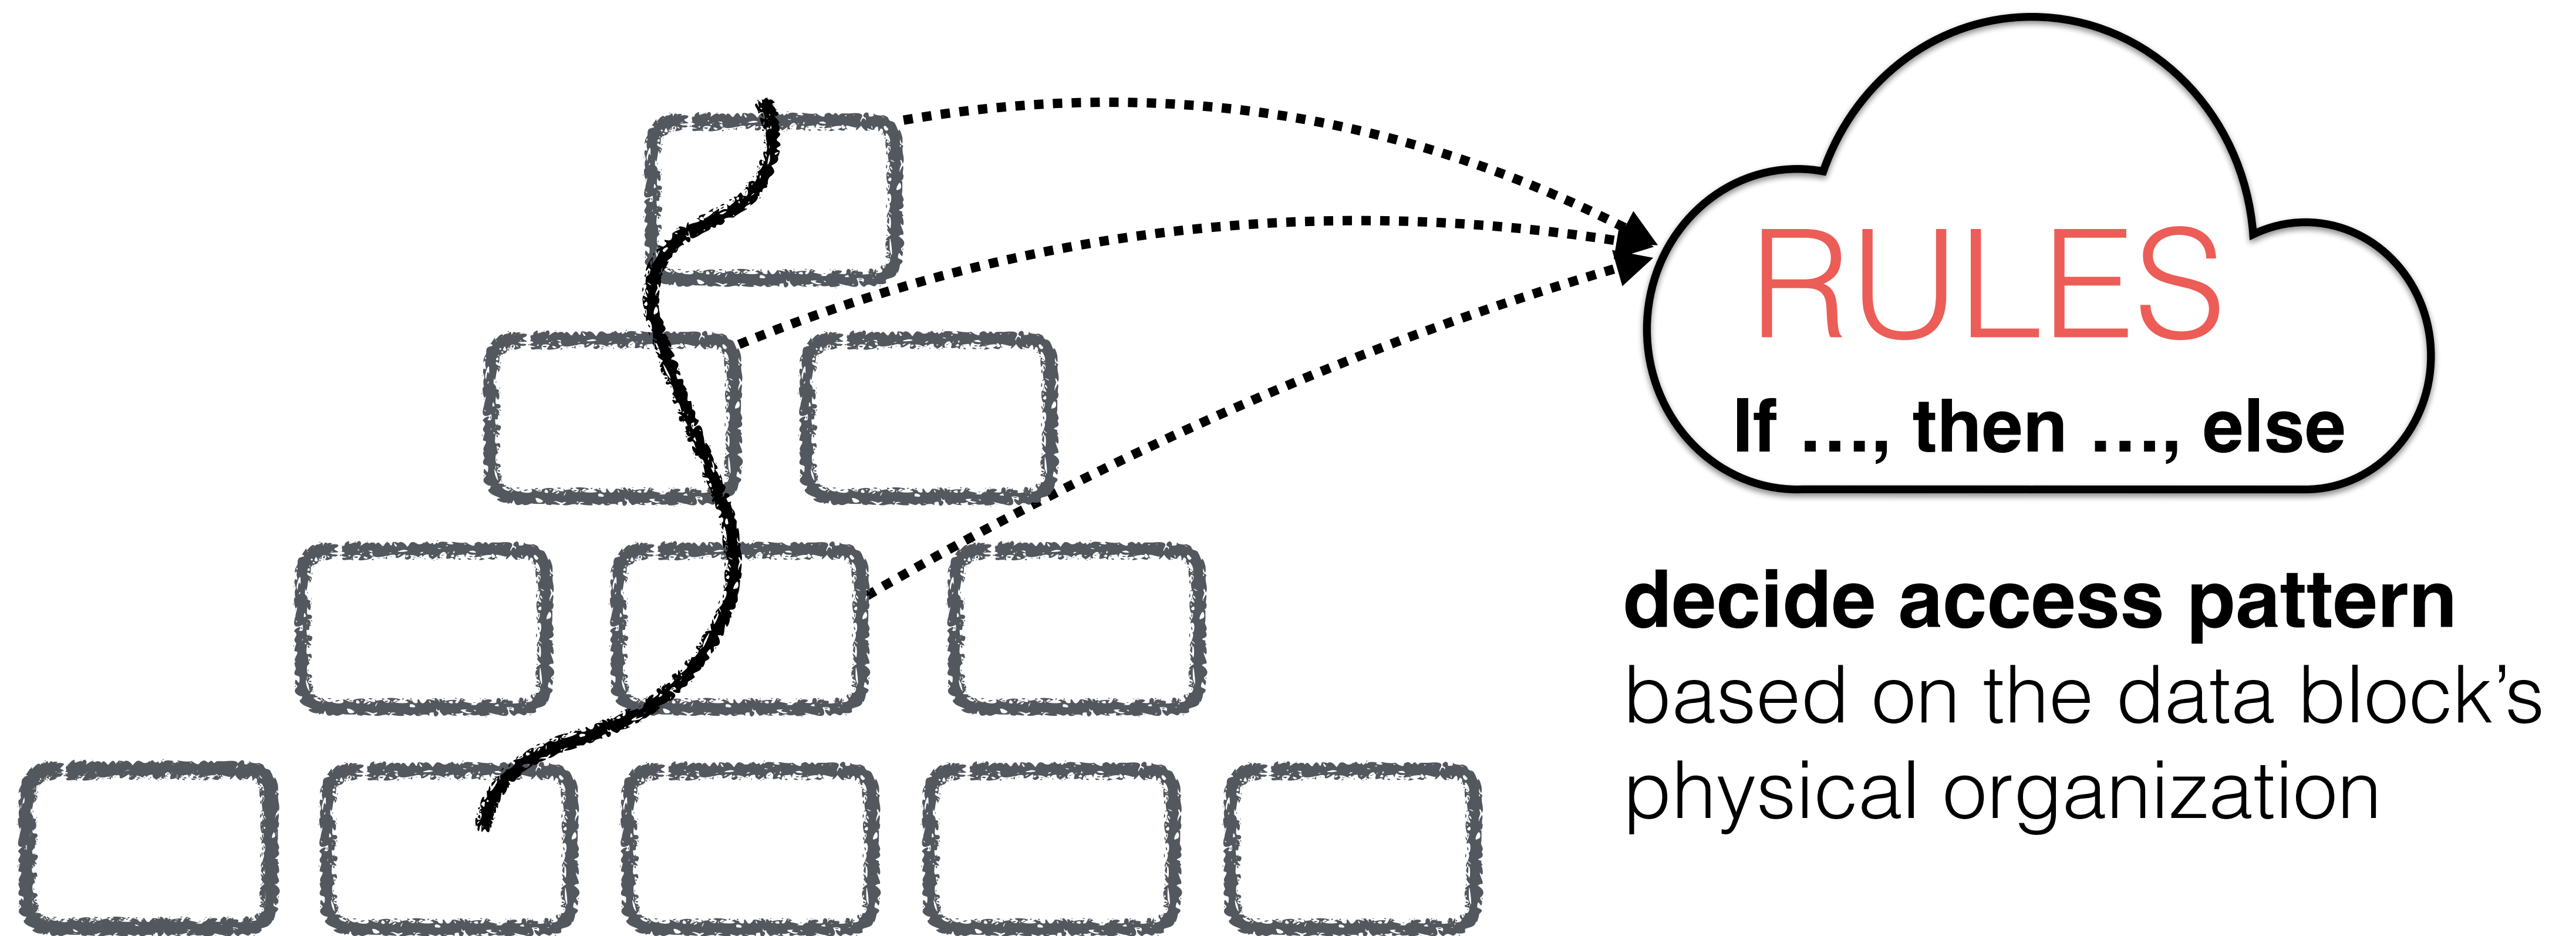 RULES
If …, then …, else
decide access pattern
based on the data block’s
physical organization